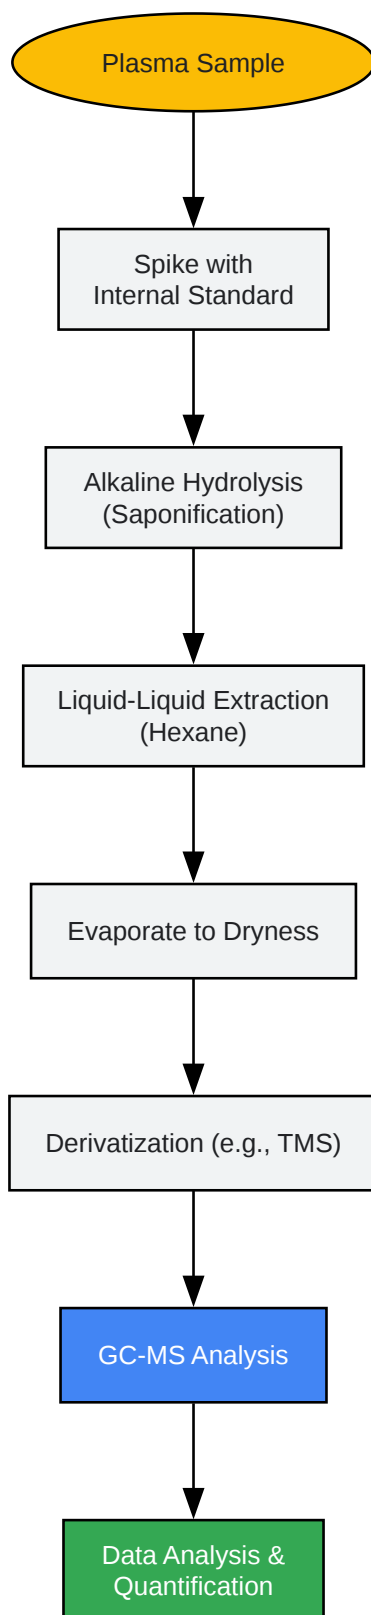 Plasma Sample
Spike with
Internal Standard
Alkaline Hydrolysis
(Saponification)
Liquid-Liquid Extraction
(Hexane)
Evaporate to Dryness
Derivatization (e.g., TMS)
GC-MS Analysis
Data Analysis &
Quantification